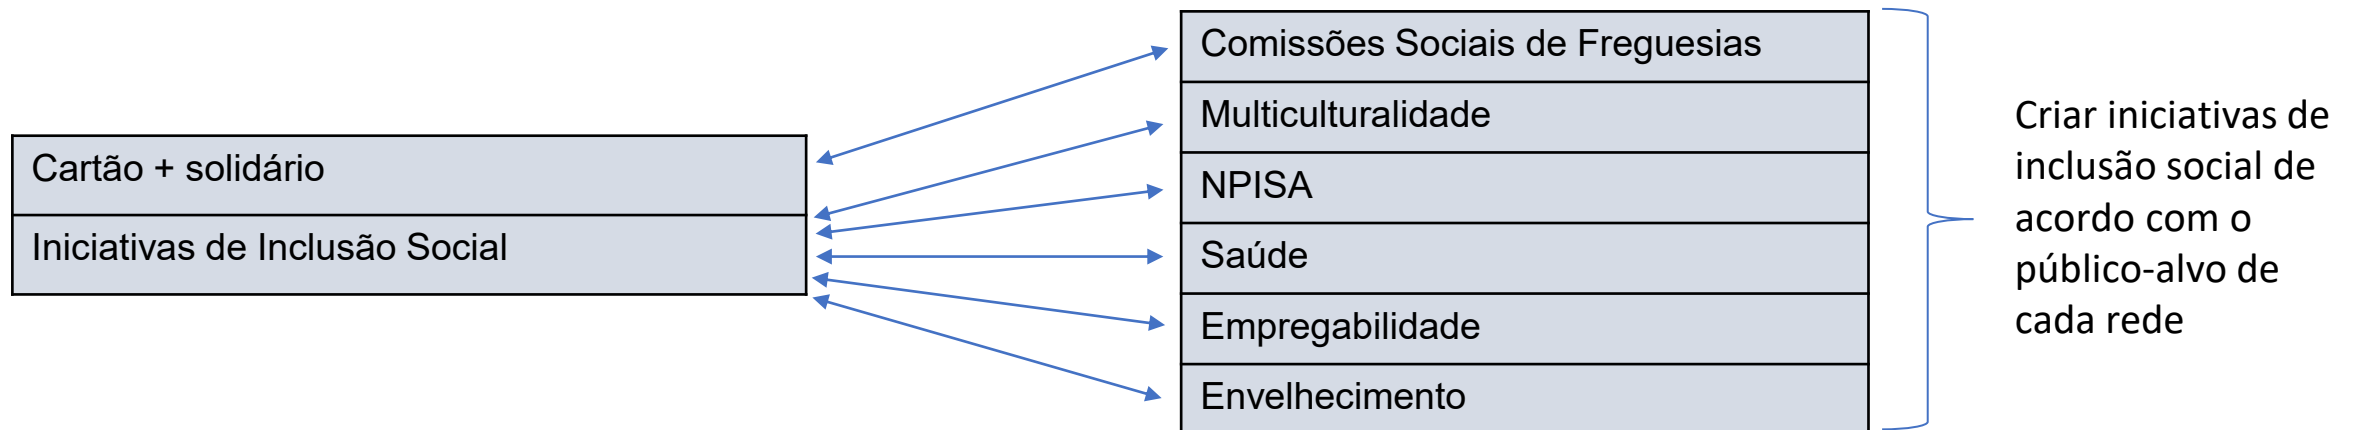 Cartão + solidário
Iniciativas de Inclusão Social
Comissões Sociais de Freguesias
Multiculturalidade
NPISA
Saúde
Empregabilidade
Envelhecimento
Criar iniciativas de
inclusão social de
acordo com o
público-alvo de
cada rede